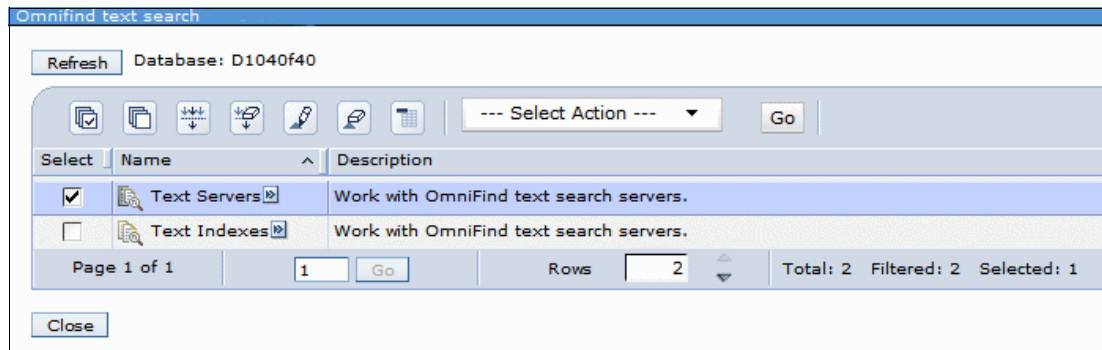 Omnifind text search
Refresh Database: D1040f40
--- Select Action --- Go
Select Name Description
Text Servers Work with OmniFind text search servers.
Text Indexes Work with OmniFind text search servers.
Page 1 of 1 1 Go Rows 2 Total: 2 Filtered: 2 Selected: 1
Close